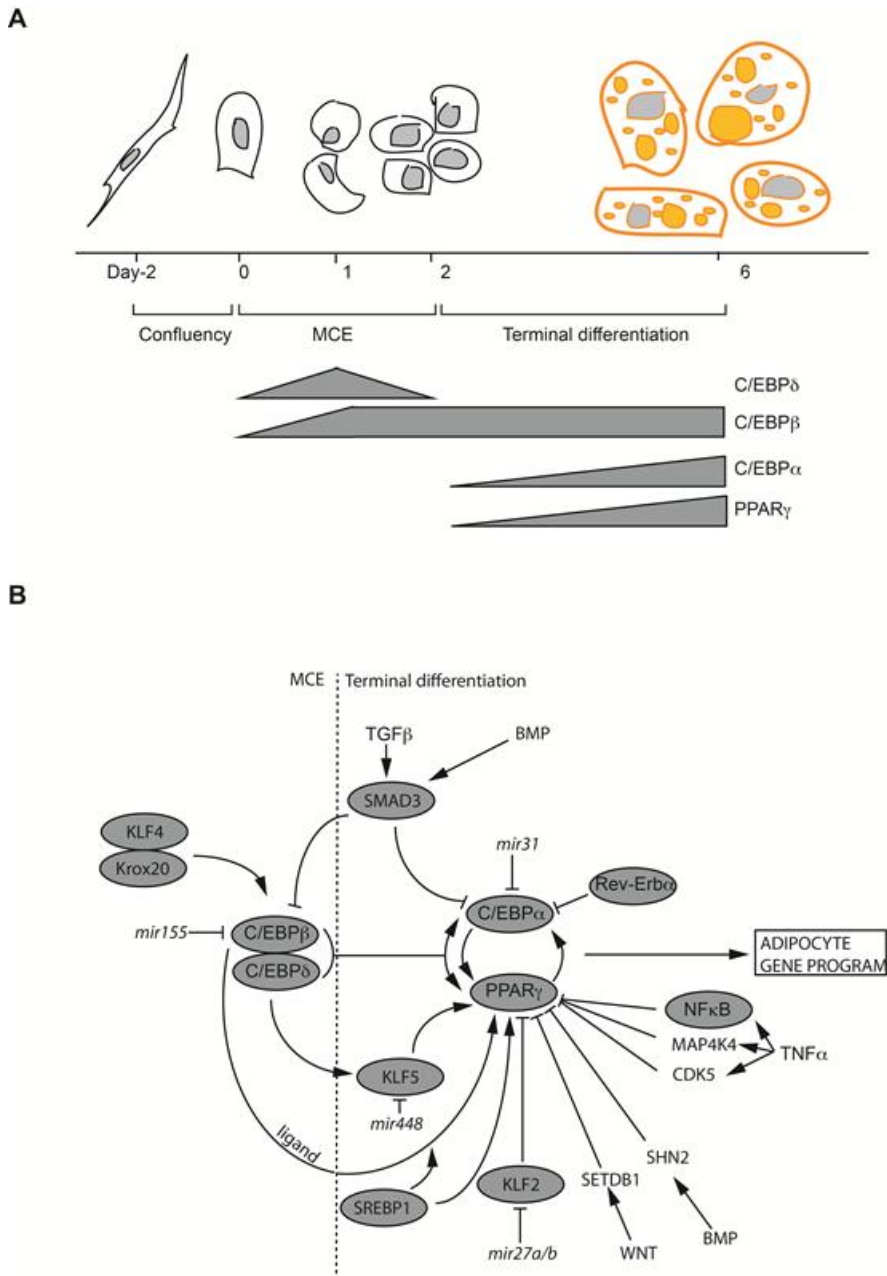 A
Day-2 0 1 2 6
Confluency MCE Terminal differentiation
C/EBPδ
C/EBPβ
C/EBPα
PPARγ
B
MCE Terminal differentiation
TGFβ BMP
SMAD3
KLF4
Krox20
mir31
Rev-Erbα
C/EBPα
mir155 C/EBPβ
C/EBPδ
ADIPOCYTE
GENE PROGRAM
PPARγ
NFκB
MAP4K4 TNFα
CDK5
KLF5
mir448
ligand
SHN2
SETDB1
KLF2
SREBP1
mir27a/b WNT BMP